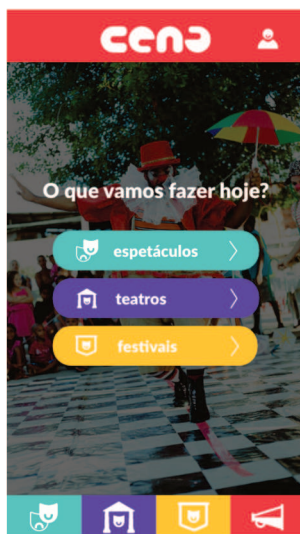 cena
O que vamos fazer hoje?
espetáculos
teatros
festivais